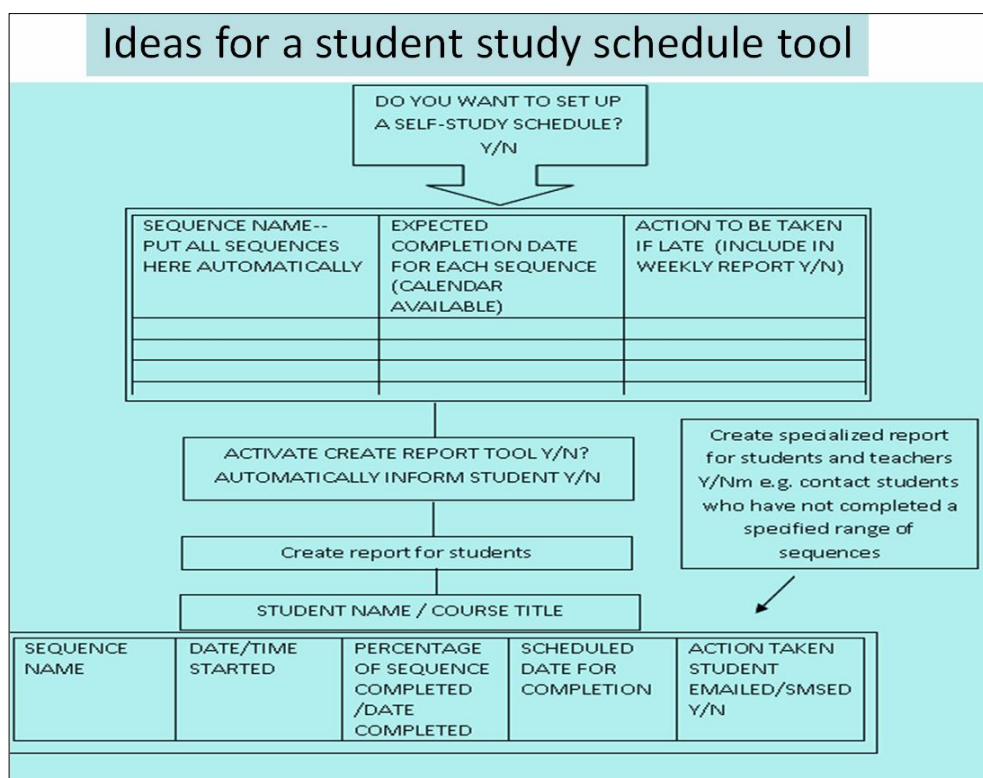 Ideas for a student study schedule tool
DO YOU WANT TO SET UP
A SELF-STUDY SCHEDULE?
Y/N
SEQUENCE NAME--
PUT ALL SEQUENCES
HERE AUTOMATICALLY
EXPECTED
COMPLETION DATE
FOR EACH SEQUENCE
(CALENDAR
AVAILABLE)
ACTION TO BE TAKEN
IF LATE (INCLUDE IN
WEEKLY REPORT Y/N)
ACTIVATE CREATE REPORT TOOL Y/N?
AUTOMATICALLY INFORM STUDENT Y/N
Create specialized report
for students and teachers
Y/Nm e.g. contact students
who have not completed a
specified range of
sequences
Create report for students
STUDENT NAME / COURSE TITLE
SEQUENCE
NAME
DATE/TIME
STARTED
PERCENTAGE
OF SEQUENCE
COMPLETED
/DATE
COMPLETED
SCHEDULED
DATE FOR
COMPLETION
ACTION TAKEN
STUDENT
EMAILED/SMSED
Y/N